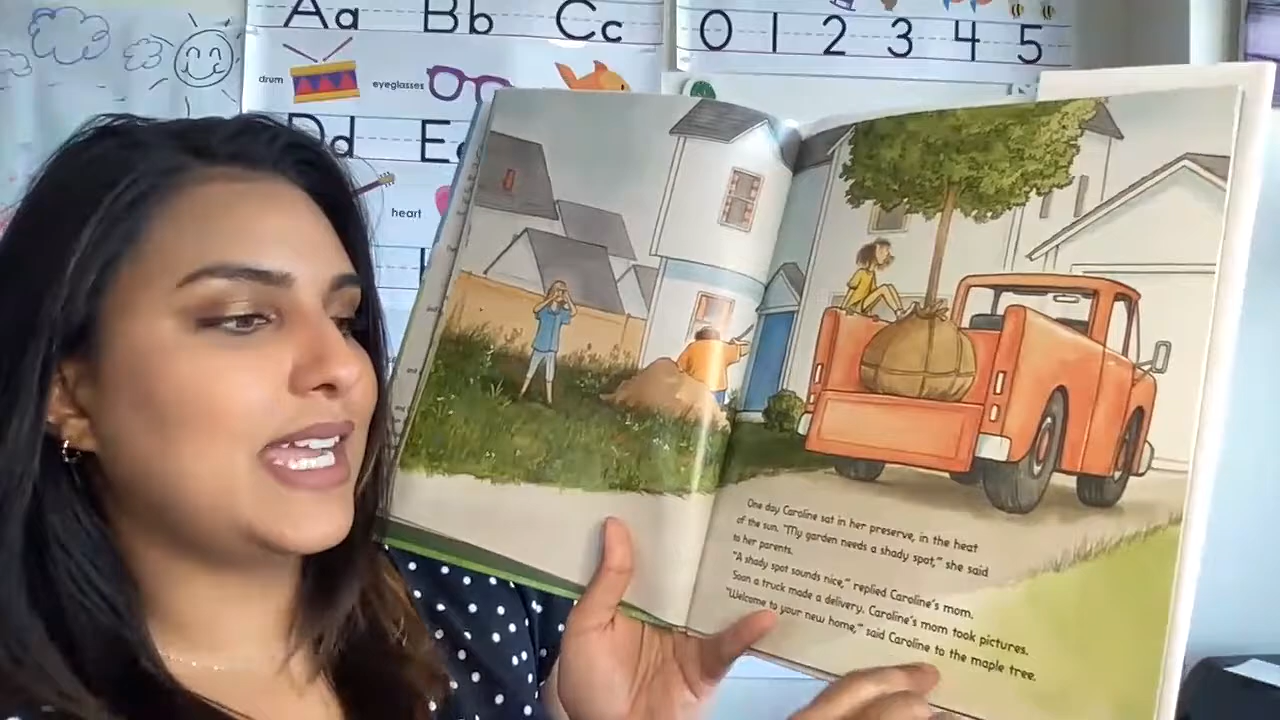 Aa Bb Cc
0 1 2 3 4 5
drum
eyeglasses
Dd E
heart
One day Caroline sat in her preserve, in the heat
of the sun. "My garden needs a shady spot," she said
to her parents.
"A shady spot sounds nice," replied Caroline's mom.
Soon a truck made a delivery. Caroline's mom took pictures.
"Welcome to your new home," said Caroline to the maple tree.